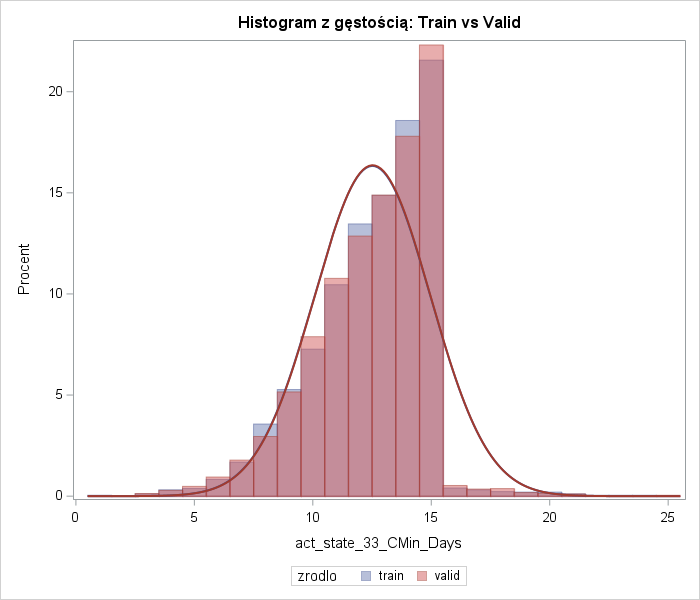 Histogram z gęstością: Train vs Valid
Procent
20
15
10
5
0
0 5 10 15 20 25
act_state_33_CMin_Days
zrodlo train valid